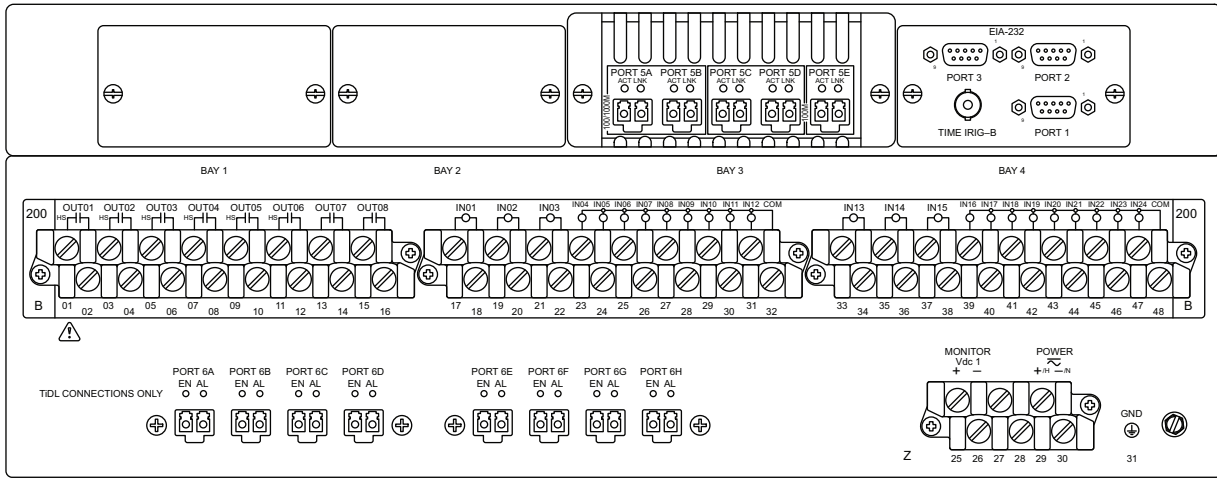 EIA-232
PORT 5A PORT 5B PORT 5C PORT 5D PORT 5E
ACT LNK ACT LNK ACT LNK ACT LNK ACT LNK
100/1000M
100M
1 1
9 9
PORT 3 PORT 2
1
9
TIME IRIG–B PORT 1
BAY 1 BAY 2 BAY 3 BAY 4
200 OUT01 OUT02 OUT03 OUT04 OUT05 OUT06 OUT07 OUT08 IN01 IN02 IN03 IN04 IN05 IN06 IN07 IN08 IN09 IN10 IN11 IN12 COM IN13 IN14 IN15 IN16 IN17 IN18 IN19 IN20 IN21 IN22 IN23 IN24 COM 200
HS HS HS HS HS HS
B 01 02 03 04 05 06 07 08 09 10 11 12 13 14 15 16 17 18 19 20 21 22 23 24 25 26 27 28 29 30 31 32 33 34 35 36 37 38 39 40 41 42 43 44 45 46 47 48 B
PORT 6A PORT 6B PORT 6C PORT 6D PORT 6E PORT 6F PORT 6G PORT 6H
EN AL EN AL EN AL EN AL EN AL EN AL EN AL EN AL
TiDL CONNECTIONS ONLY
MONITOR POWER
Vdc 1
+ − +/H −/N
GND
Z 25 26 27 28 29 30 31